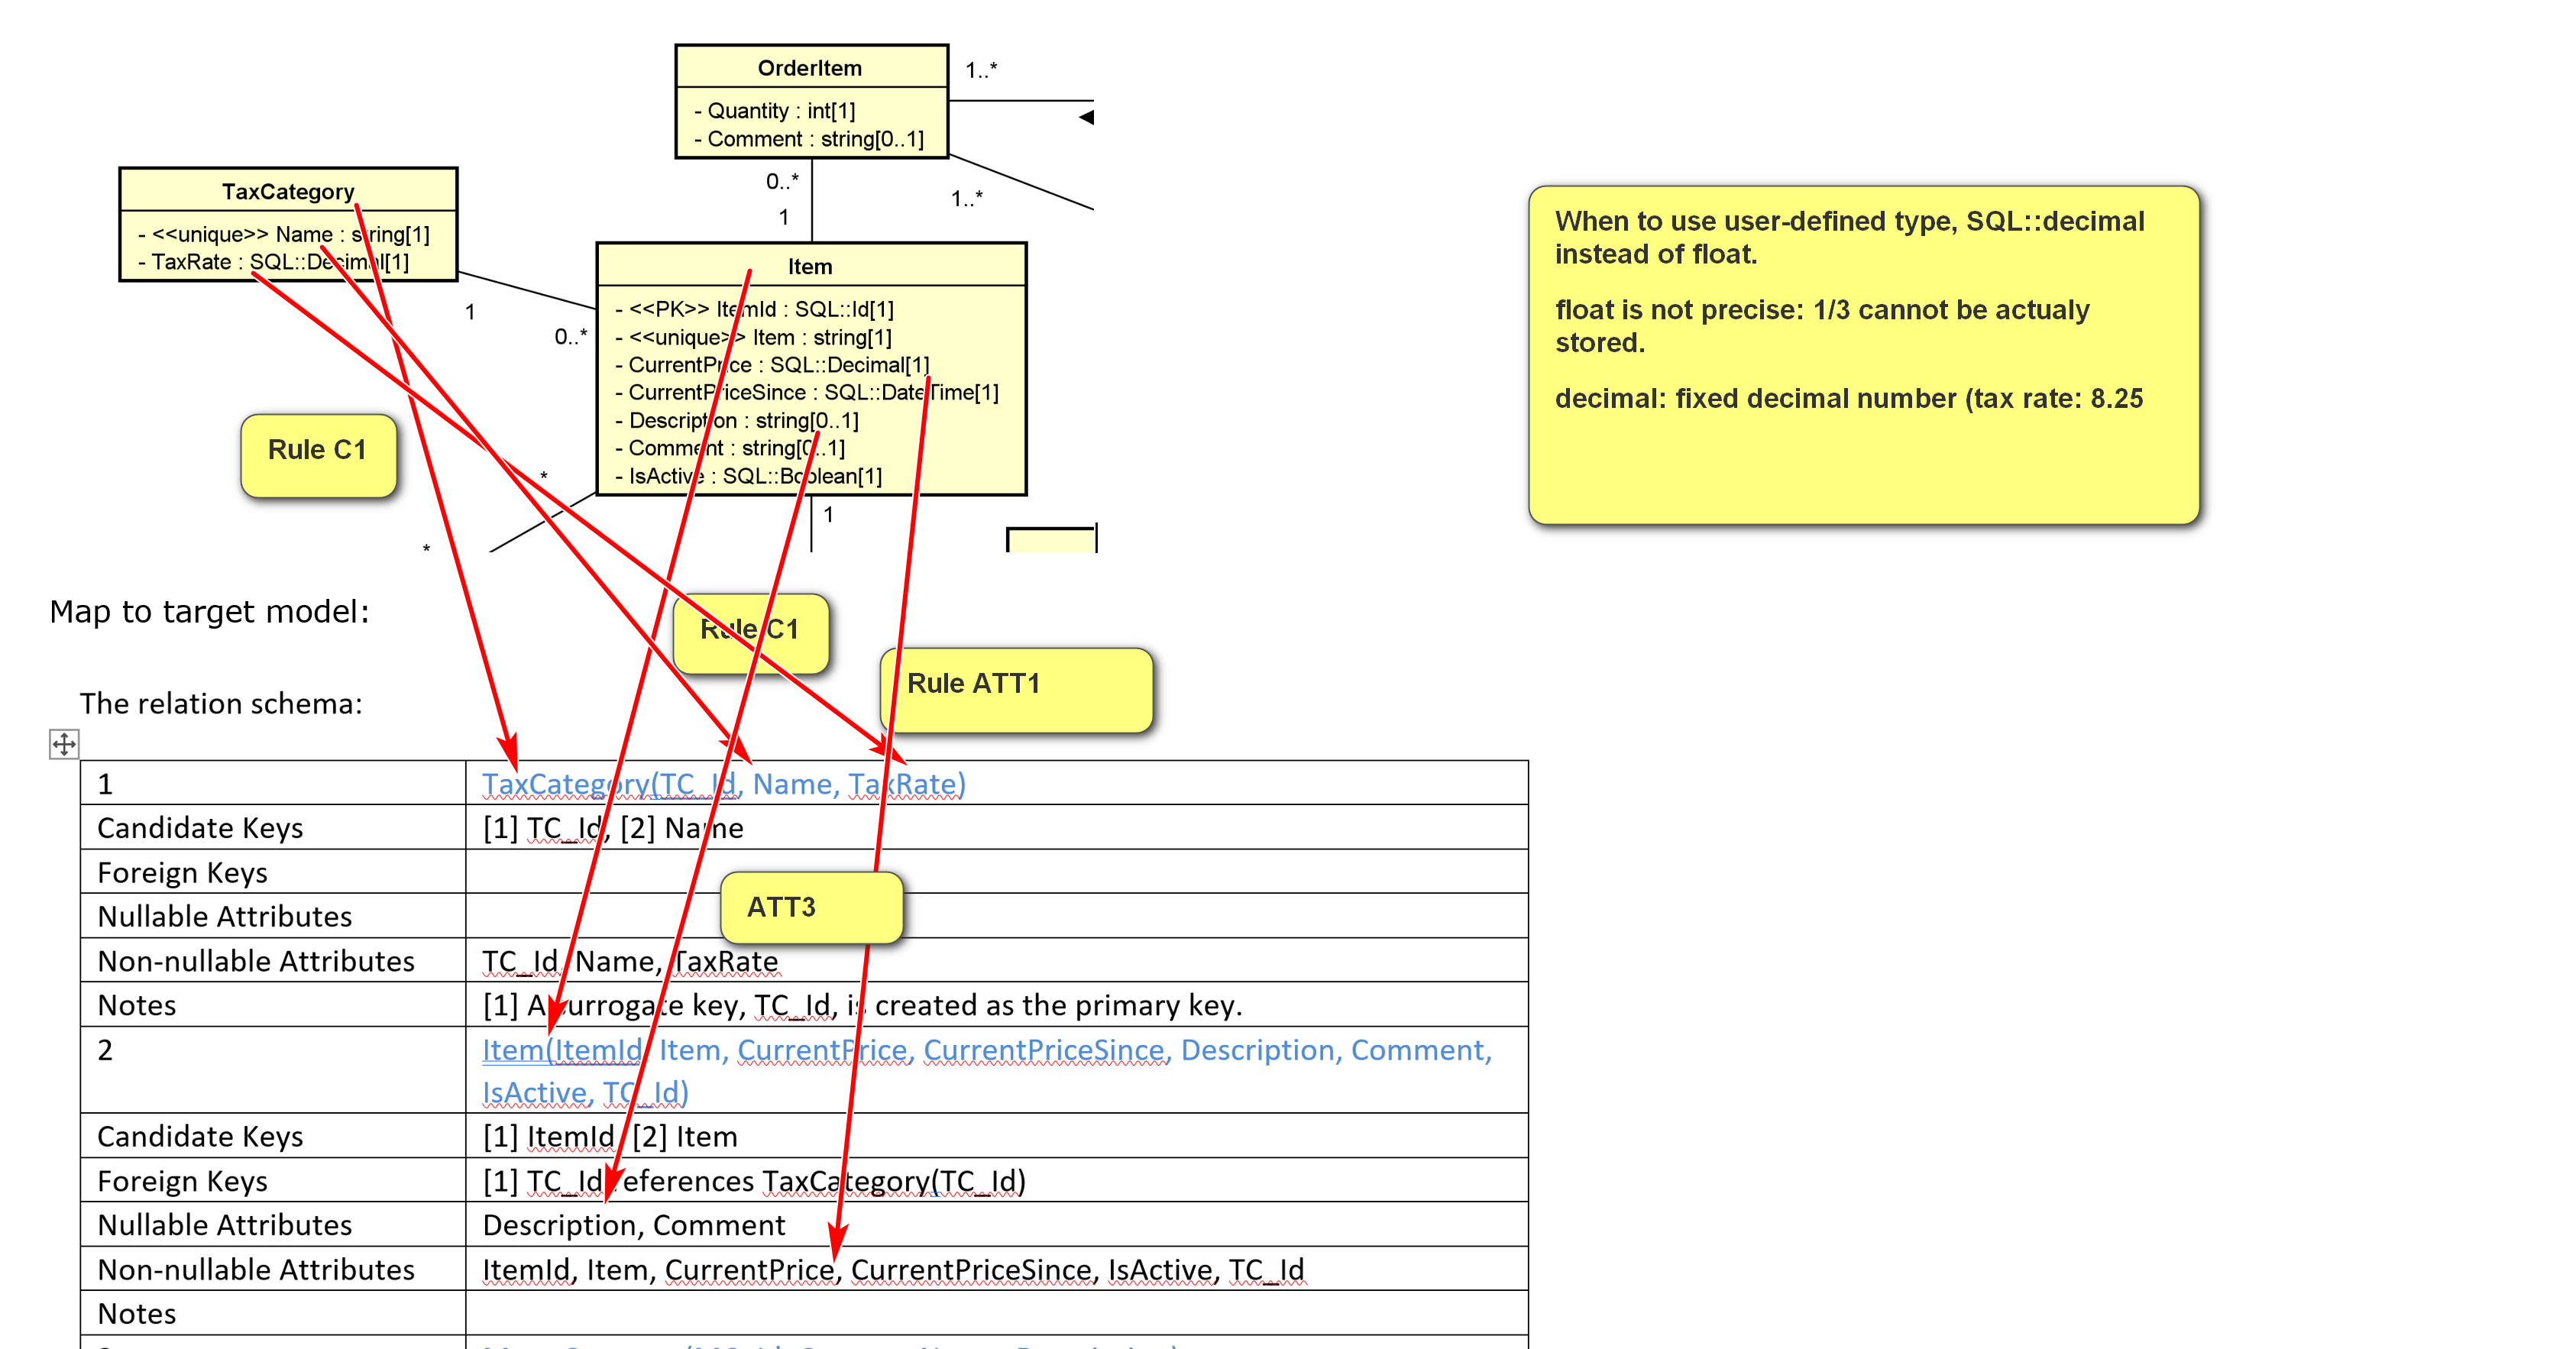 OrderItem
- Quantity : int[1]
- Comment : string[0..1]
1..*
1..*
0..*
1
TaxCategory
- <<unique>> Name : string[1]
- TaxRate : SQL::Decimal[1]
1
0..*
Item
- <<PK>> ItemId : SQL::Id[1]
- <<unique>> Item : string[1]
- CurrentPrice : SQL::Decimal[1]
- CurrentPriceSince : SQL::DateTime[1]
- Description : string[0..1]
- Comment : string[0..1]
- IsActive : SQL::Boolean[1]
*
*
1
When to use user-defined type, SQL::decimal
instead of float.
float is not precise: 1/3 cannot be actualy
stored.
decimal: fixed decimal number (tax rate: 8.25
Rule C1
Map to target model:
Rule C1
Rule ATT1
The relation schema:
1 TaxCategory(TC_Id, Name, TaxRate)
Candidate Keys [1] TC_Id, [2] Name
Foreign Keys
Nullable Attributes
ATT3
Non-nullable Attributes TC_Id, Name, TaxRate
Notes [1] A surrogate key, TC_Id, is created as the primary key.
2 Item(ItemId, Item, CurrentPrice, CurrentPriceSince, Description, Comment,
IsActive, TC_Id)
Candidate Keys [1] ItemId, [2] Item
Foreign Keys [1] TC_Id references TaxCategory(TC_Id)
Nullable Attributes Description, Comment
Non-nullable Attributes ItemId, Item, CurrentPrice, CurrentPriceSince, IsActive, TC_Id
Notes